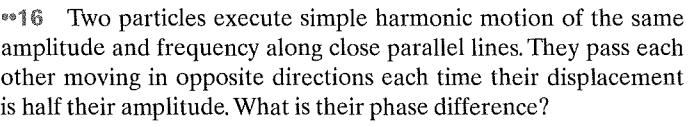 ••16 Two particles execute simple harmonic motion of the same
amplitude and frequency along close parallel lines. They pass each
other moving in opposite directions each time their displacement
is half their amplitude. What is their phase difference?